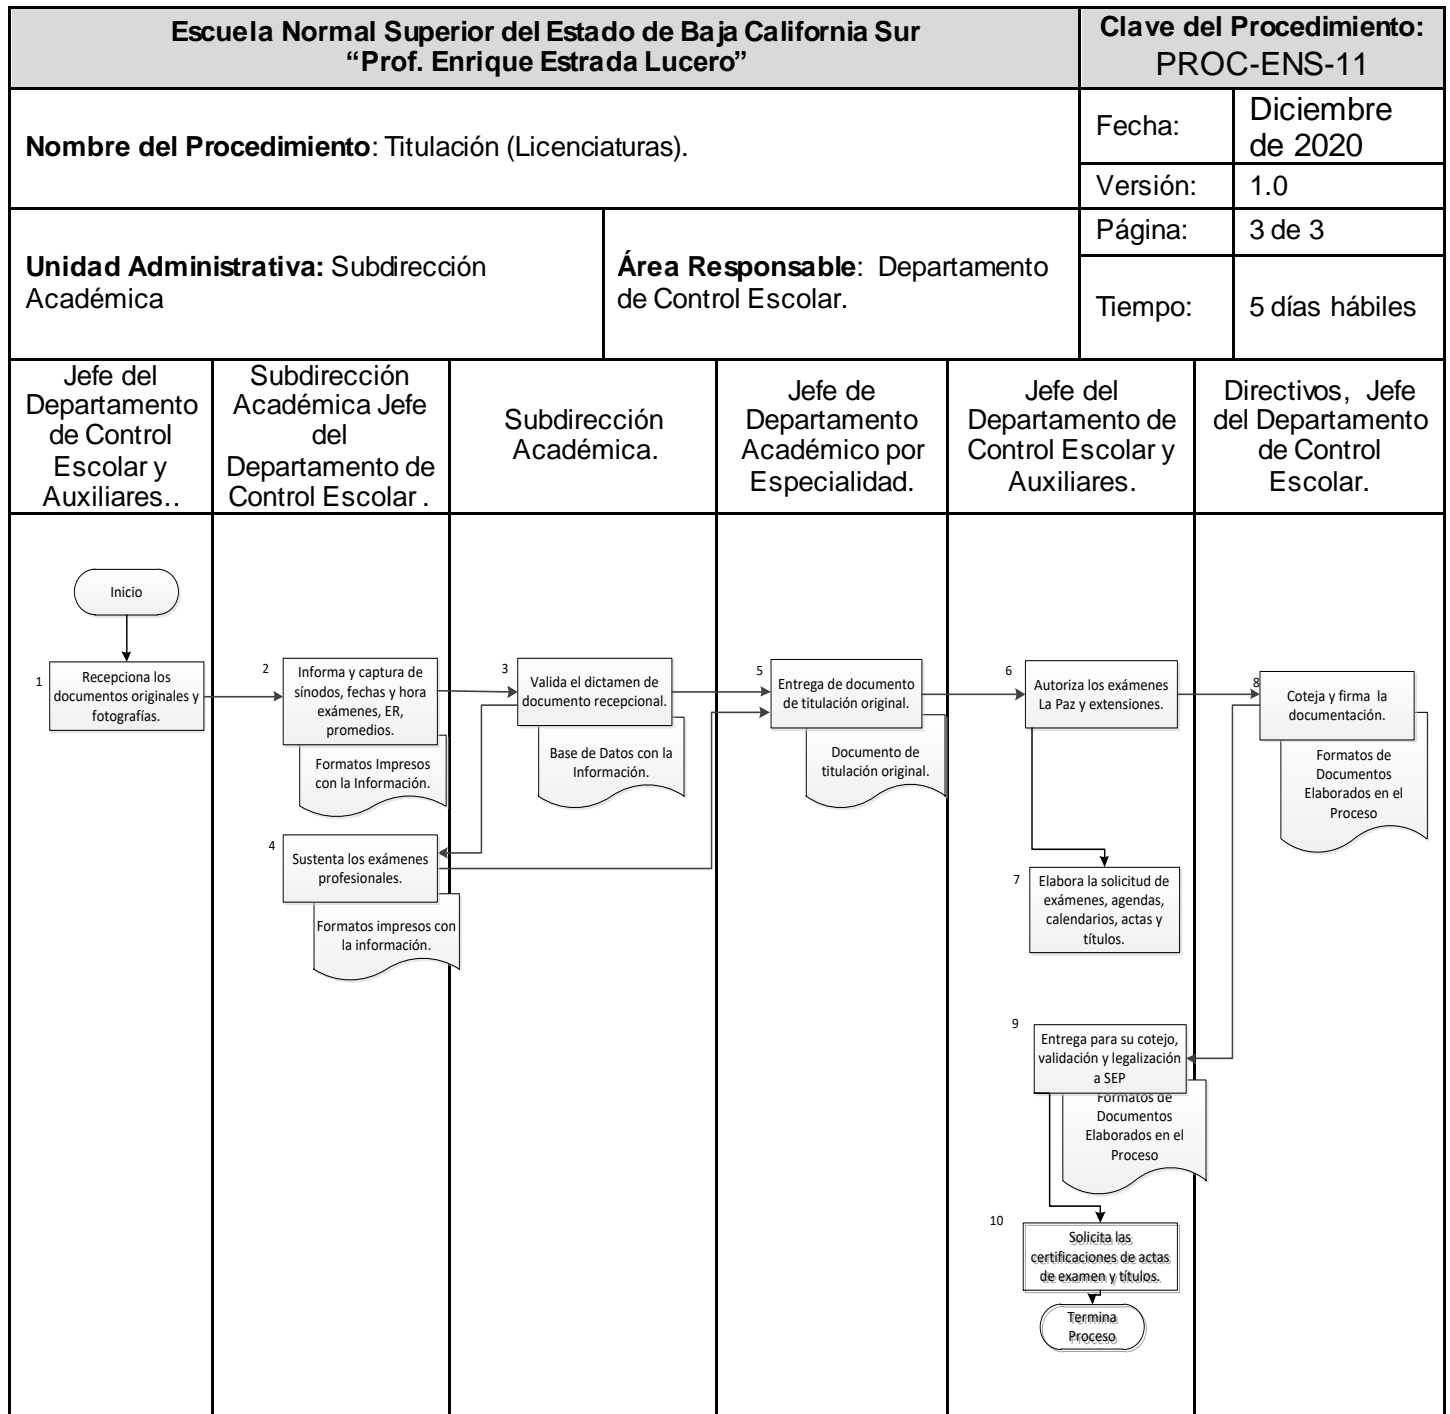 Escuela Normal Superior del Estado de Baja California Sur
“Prof. Enrique Estrada Lucero”
Clave del Procedimiento:
PROC-ENS-11
Nombre del Procedimiento: Titulación (Licenciaturas).
Fecha:
Diciembre
de 2020
Versión:
1.0
Unidad Administrativa: Subdirección
Académica
Área Responsable: Departamento
de Control Escolar.
Página:
3 de 3
Tiempo:
5 días hábiles
Jefe del
Departamento
de Control
Escolar y
Auxiliares..
Subdirección
Académica Jefe
del
Departamento de
Control Escolar .
Subdirección
Académica.
Jefe de
Departamento
Académico por
Especialidad.
Jefe del
Departamento de
Control Escolar y
Auxiliares.
Directivos, Jefe
del Departamento
de Control
Escolar.
Inicio
1
Recepciona los
documentos originales y
fotografías.
2
Informa y captura de
sínodos, fechas y hora
exámenes, ER,
promedios.
Formatos Impresos
con la Información.
3
Valida el dictamen de
documento recepcional.
Base de Datos con la
Información.
4
Sustenta los exámenes
profesionales.
Formatos impresos con
la información.
5
Entrega de documento
de titulación original.
Documento de
titulación original.
6
Autoriza los exámenes
La Paz y extensiones.
7
Elabora la solicitud de
exámenes, agendas,
calendarios, actas y
títulos.
8
Coteja y firma la
documentación.
Formatos de
Documentos
Elaborados en el
Proceso
9
Entrega para su cotejo,
validación y legalización
a SEP
Formatos de
Documentos
Elaborados en el
Proceso
10
Solicita las
certificaciones de actas
de examen y títulos.
Termina
Proceso